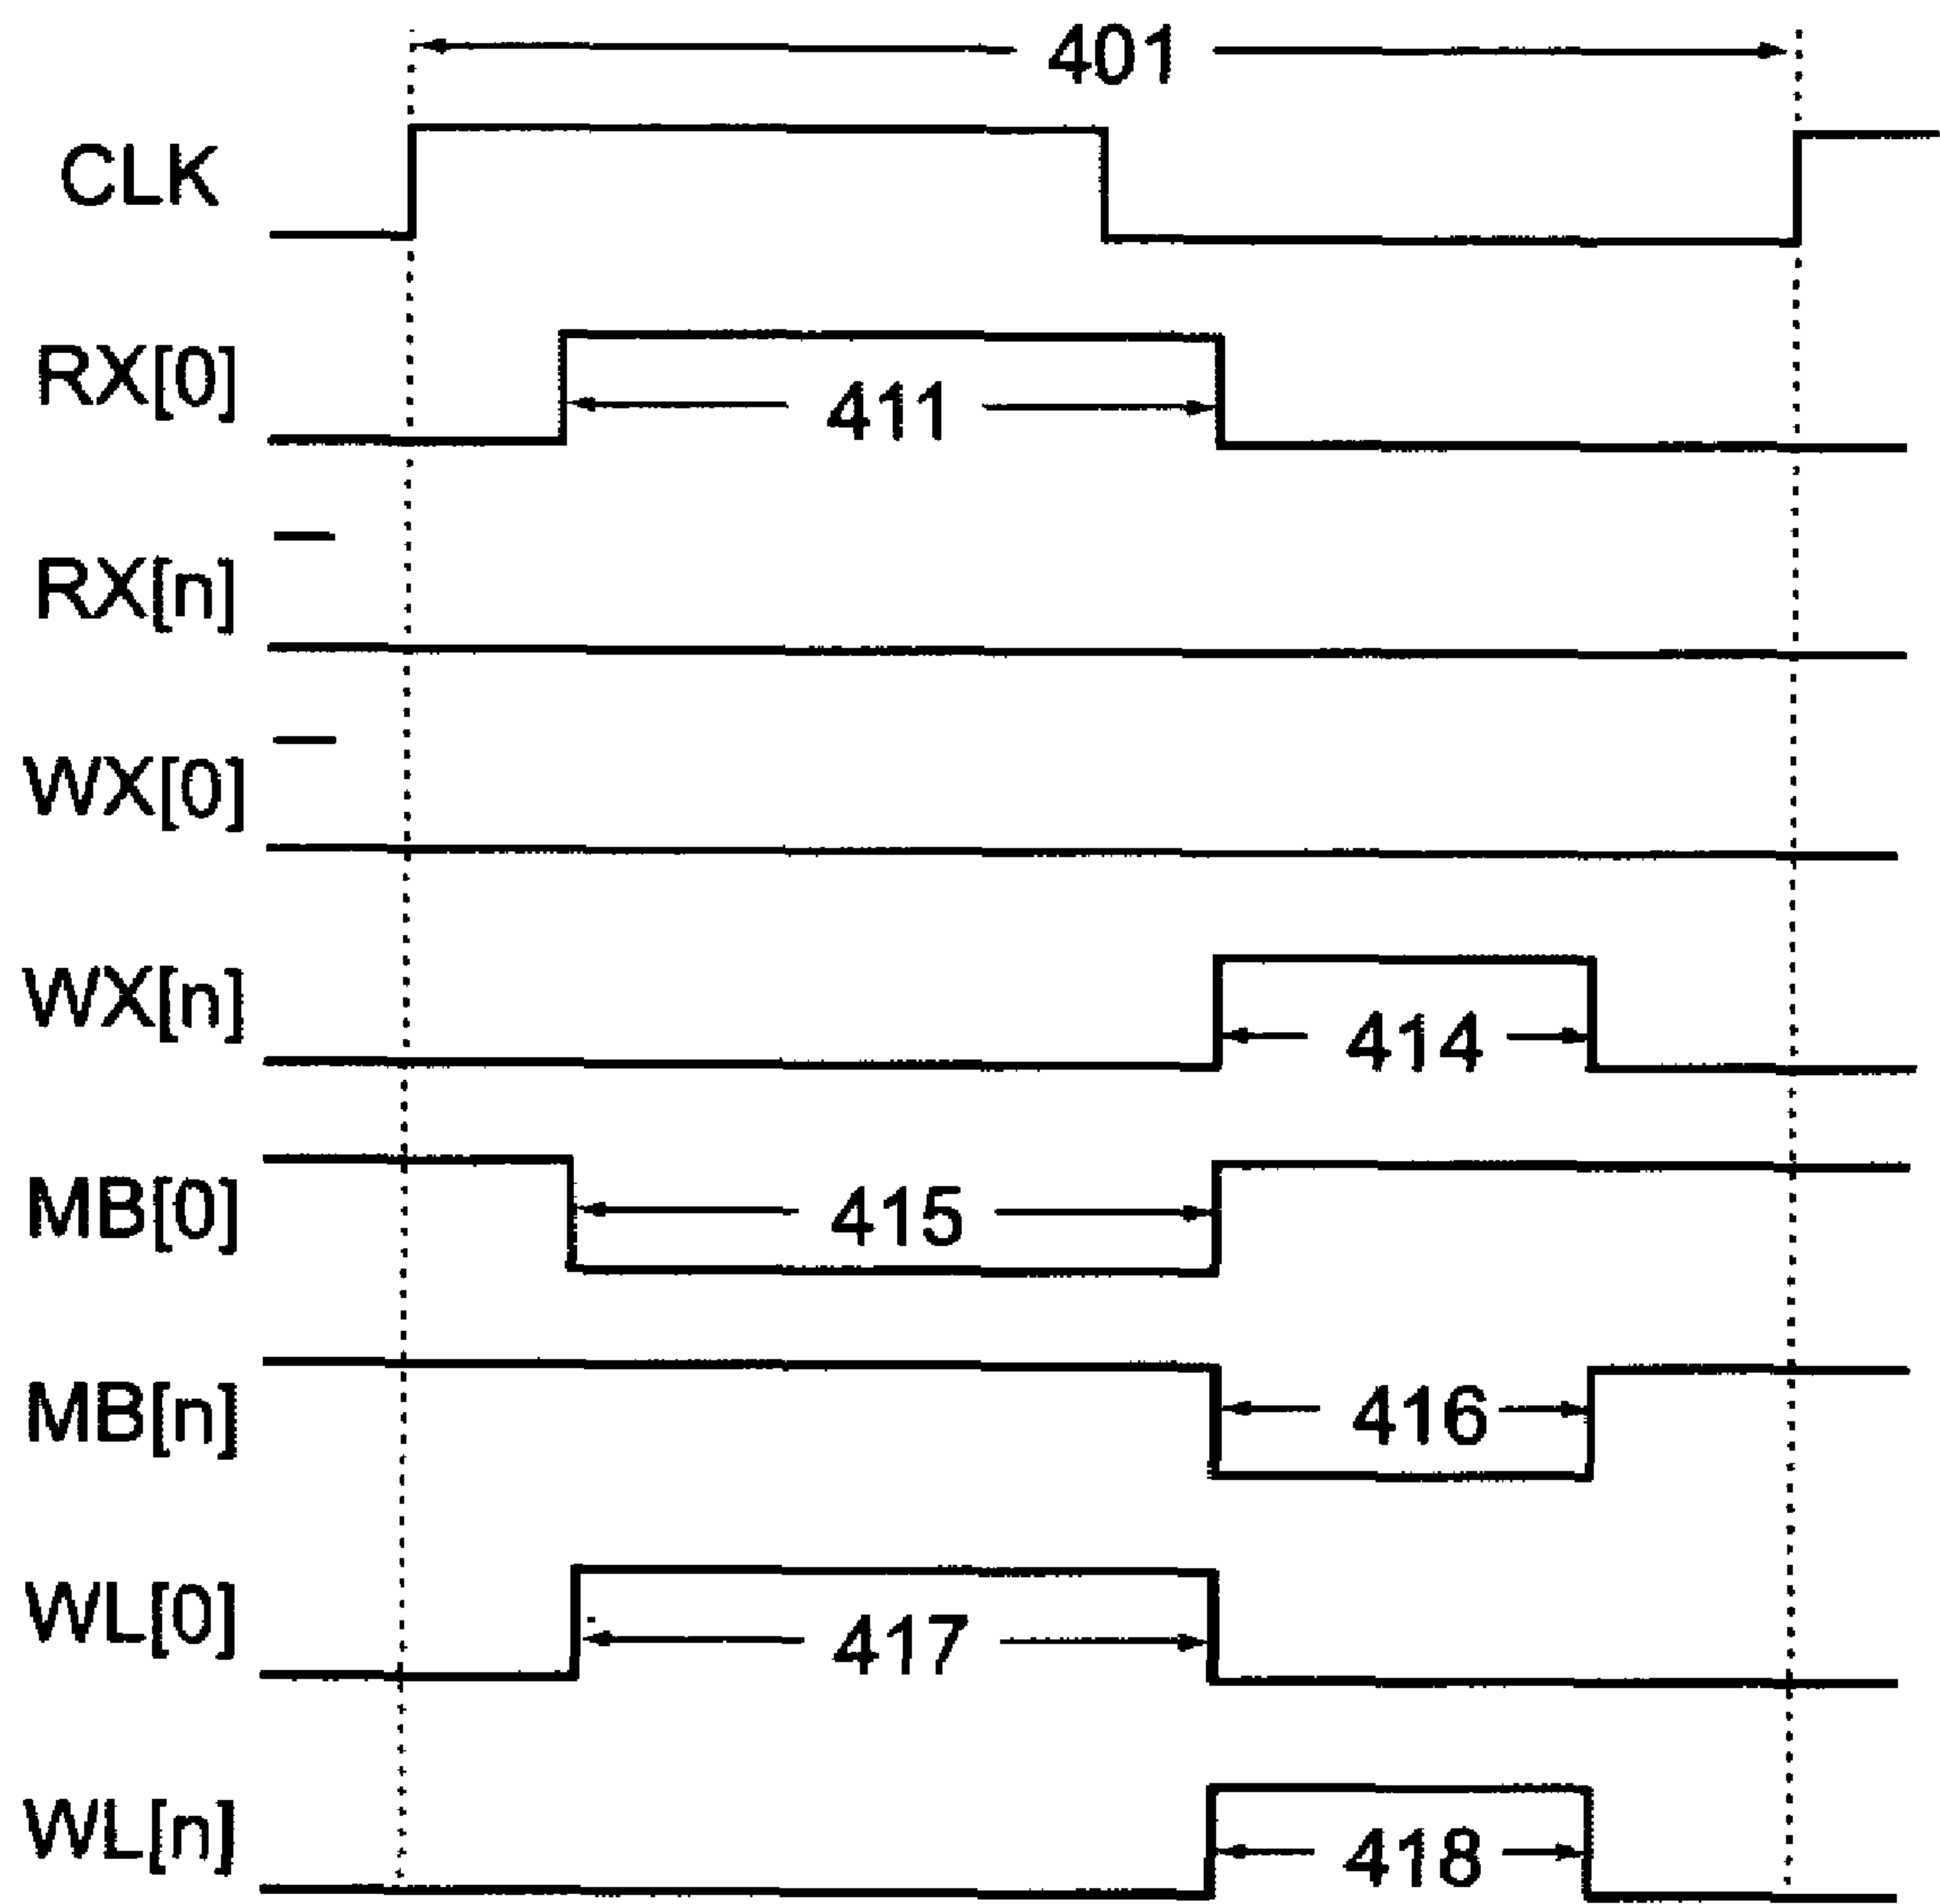 401
CLK
RX[0]
411
RX[n]
WX[0]
WX[n]
414
MB[0]
415
MB[n]
416
WL[0]
417
WL[n]
418